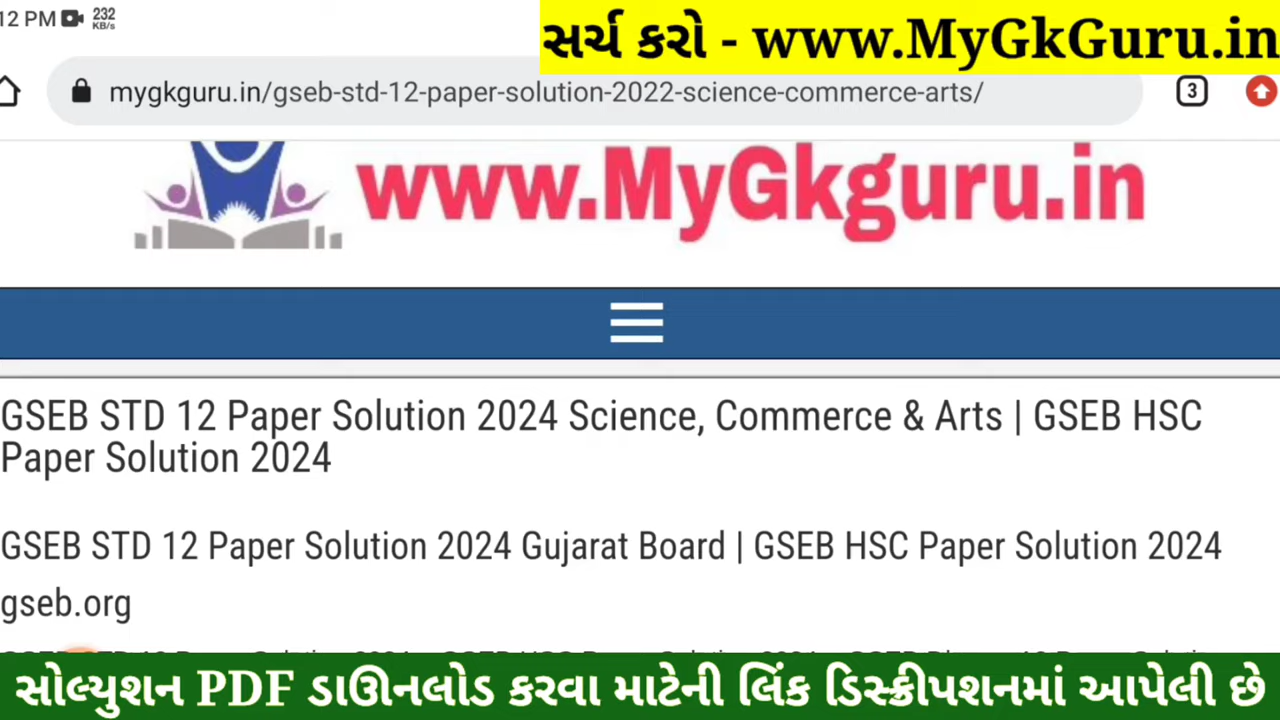 12 PM 232 KB/s
સર્ચ કરો - www.MyGkGuru.in
mygkguru.in/gseb-std-12-paper-solution-2022-science-commerce-arts/
3
www.MyGkguru.in
GSEB STD 12 Paper Solution 2024 Science, Commerce & Arts | GSEB HSC
Paper Solution 2024
GSEB STD 12 Paper Solution 2024 Gujarat Board | GSEB HSC Paper Solution 2024
gseb.org
સોલ્યુશન PDF ડાઊનલોડ કરવા માટેની લિંક ડિસ્ક્રીપશનમાં આપેલી છે